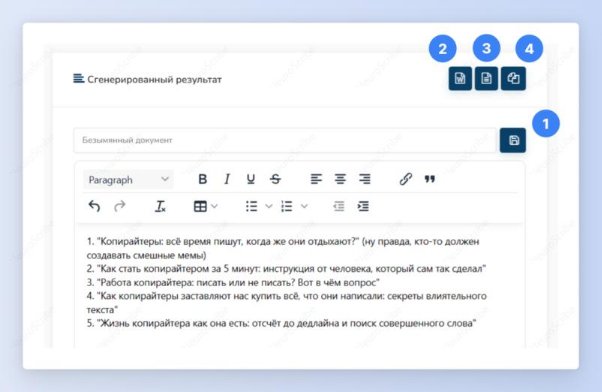 2
3
4
Сгенерированный результат
1
Безымянный документ
Paragraph
B I U S
1. "Копирайтеры: всё время пишут, когда же они отдыхают?" (ну правда, кто-то должен
создавать смешные мемы)
2. "Как стать копирайтером за 5 минут: инструкция от человека, который сам так сделал"
3. "Работа копирайтера: писать или не писать? Вот в чём вопрос"
4. "Как копирайтеры заставляют нас купить всё, что они написали: секреты влиятельного
текста"
5. "Жизнь копирайтера как она есть: отсчёт до дедлайна и поиск совершенного слова"